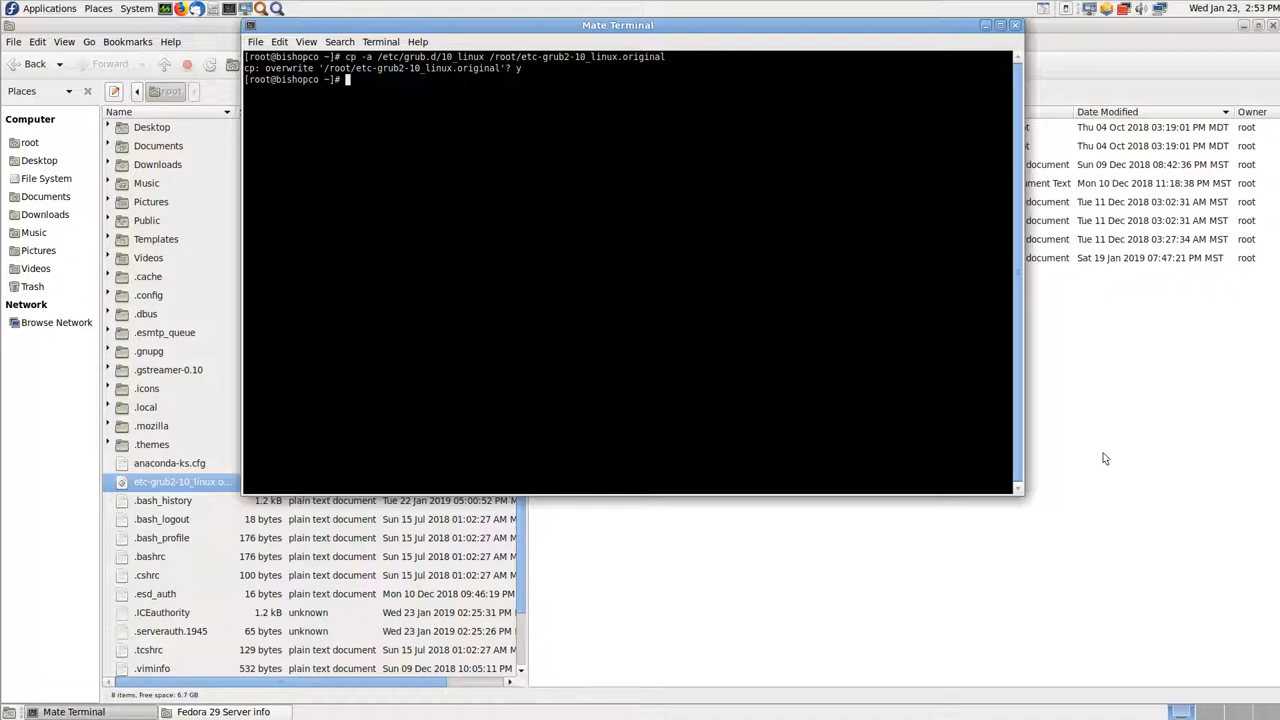 Applications Places System
Wed Jan 23, 2:53 PM
Mate Terminal
File Edit View Go Bookmarks Help
File Edit View Search Terminal Help
[root@bishopco ~]# cp -a /etc/grub.d/10_linux /root/etc-grub2-10_linux.original
cp: overwrite '/root/etc-grub2-10_linux.original'? y
[root@bishopco ~]#
Back Forward
Places root
Computer
root
Desktop
File System
Documents
Downloads
Music
Pictures
Videos
Trash
Network
Browse Network
Name
Desktop
Documents
Downloads
Music
Pictures
Public
Templates
Videos
.cache
.config
.dbus
.esmtp_queue
.gnupg
.gstreamer-0.10
.icons
.local
.mozilla
.themes
anaconda-ks.cfg
etc-grub2-10_linux.o...
.bash_history 1.2 kB plain text document Tue 22 Jan 2019 05:00:52 PM
.bash_logout 18 bytes plain text document Sun 15 Jul 2018 01:02:27 AM M
.bash_profile 176 bytes plain text document Sun 15 Jul 2018 01:02:27 AM M
.bashrc 176 bytes plain text document Sun 15 Jul 2018 01:02:27 AM M
.cshrc 100 bytes plain text document Sun 15 Jul 2018 01:02:27 AM M
.esd_auth 16 bytes plain text document Mon 10 Dec 2018 09:46:19 PM
.ICEauthority 1.2 kB unknown Wed 23 Jan 2019 02:25:31 PM
.serverauth.1945 65 bytes unknown Wed 23 Jan 2019 02:25:26 PM
.tcshrc 129 bytes plain text document Sun 15 Jul 2018 01:02:27 AM M
.viminfo 532 bytes plain text document Sun 09 Dec 2018 10:05:11 PM
Date Modified Owner
Thu 04 Oct 2018 03:19:01 PM MDT root
Thu 04 Oct 2018 03:19:01 PM MDT root
document Sun 09 Dec 2018 08:42:36 PM MST root
ument Text Mon 10 Dec 2018 11:18:38 PM MST root
document Tue 11 Dec 2018 03:02:31 AM MST root
Tue 11 Dec 2018 03:02:31 AM MST root
document Tue 11 Dec 2018 03:27:34 AM MST root
document Sat 19 Jan 2019 07:47:21 PM MST root
8 items, Free space: 6.7 GB
Mate Terminal Fedora 29 Server info